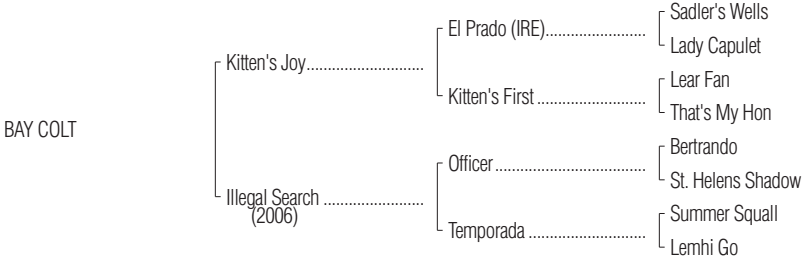 Sadler's Wells
El Prado (IRE)........................
Lady Capulet
Kitten's Joy...........................
Lear Fan
Kitten's First .........................
That's My Hon
BAY COLT
Bertrando
Officer...................................
St. Helens Shadow
Illegal Search .......................
(2006)
Summer Squall
Temporada ...........................
Lemhi Go